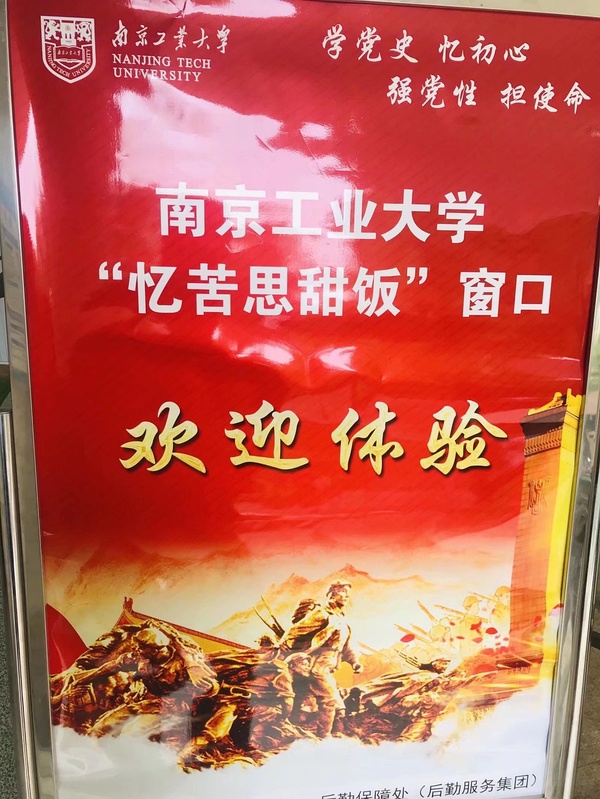 南京工业大学
NANJING TECH
UNIVERSITY
学党史 忆初心
强党性 担使命
南京工业大学
“忆苦思甜饭”窗口
欢迎体验
后勤保障处（后勤服务集团）